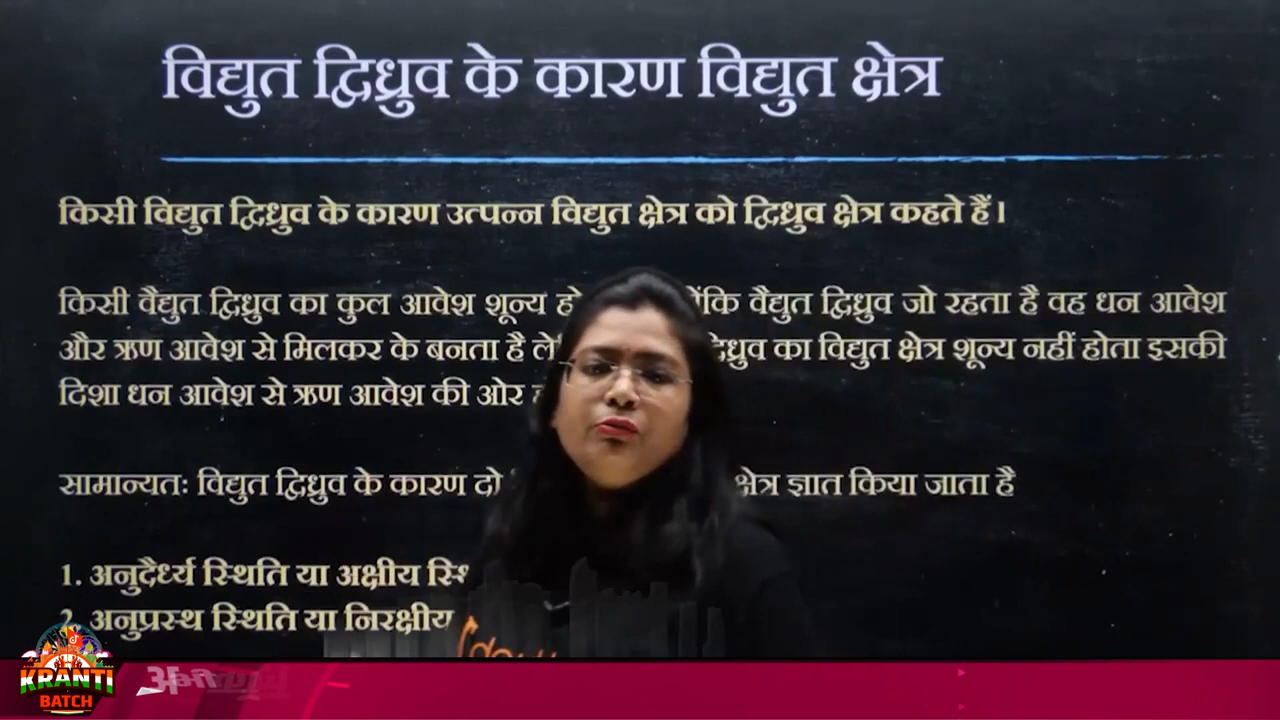 विद्युत द्विध्रुव के कारण विद्युत क्षेत्र
किसी विद्युत द्विध्रुव के कारण उत्पन्न विद्युत क्षेत्र को द्विध्रुव क्षेत्र कहते हैं।
किसी वैद्युत द्विध्रुव का कुल आवेश शून्य वैद्युत द्विध्रुव जो रहता है वह धन आवेश
और ऋण आवेश से मिलकर के बनता है का विद्युत क्षेत्र शून्य नहीं होता इसकी
दिशा धन आवेश से ऋण आवेश की ओर
सामान्यतः विद्युत द्विध्रुव के कारण दो क्षेत्र ज्ञात किया जाता है
1. अनुदैर्ध्य स्थिति या अक्षीय
2. अनुप्रस्थ स्थिति या निरक्षीय
KRANTI
BATCH